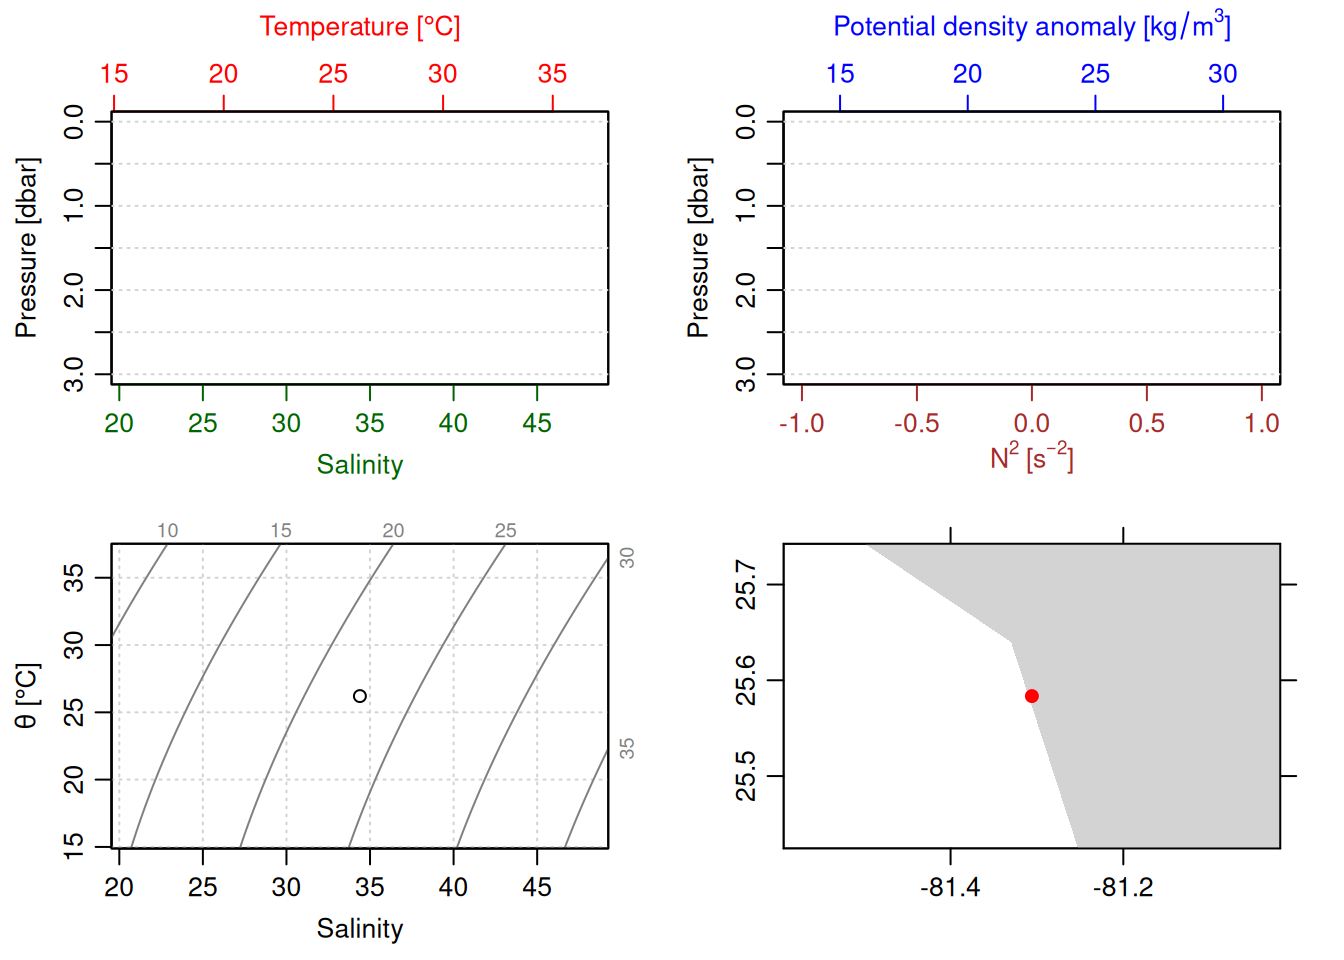 Temperature [°C]
15 20 25 30 35
Pressure [dbar]
0.0 1.0 2.0 3.0
20 25 30 35 40 45
Salinity
Potential density anomaly [kg/m³]
15 20 25 30
Pressure [dbar]
0.0 1.0 2.0 3.0
-1.0 -0.5 0.0 0.5 1.0
N² [s⁻²]
10 15 20 25
30
35
θ [°C]
35 30 25 20 15
20 25 30 35 40 45
Salinity
25.7 25.6 25.5
-81.4 -81.2